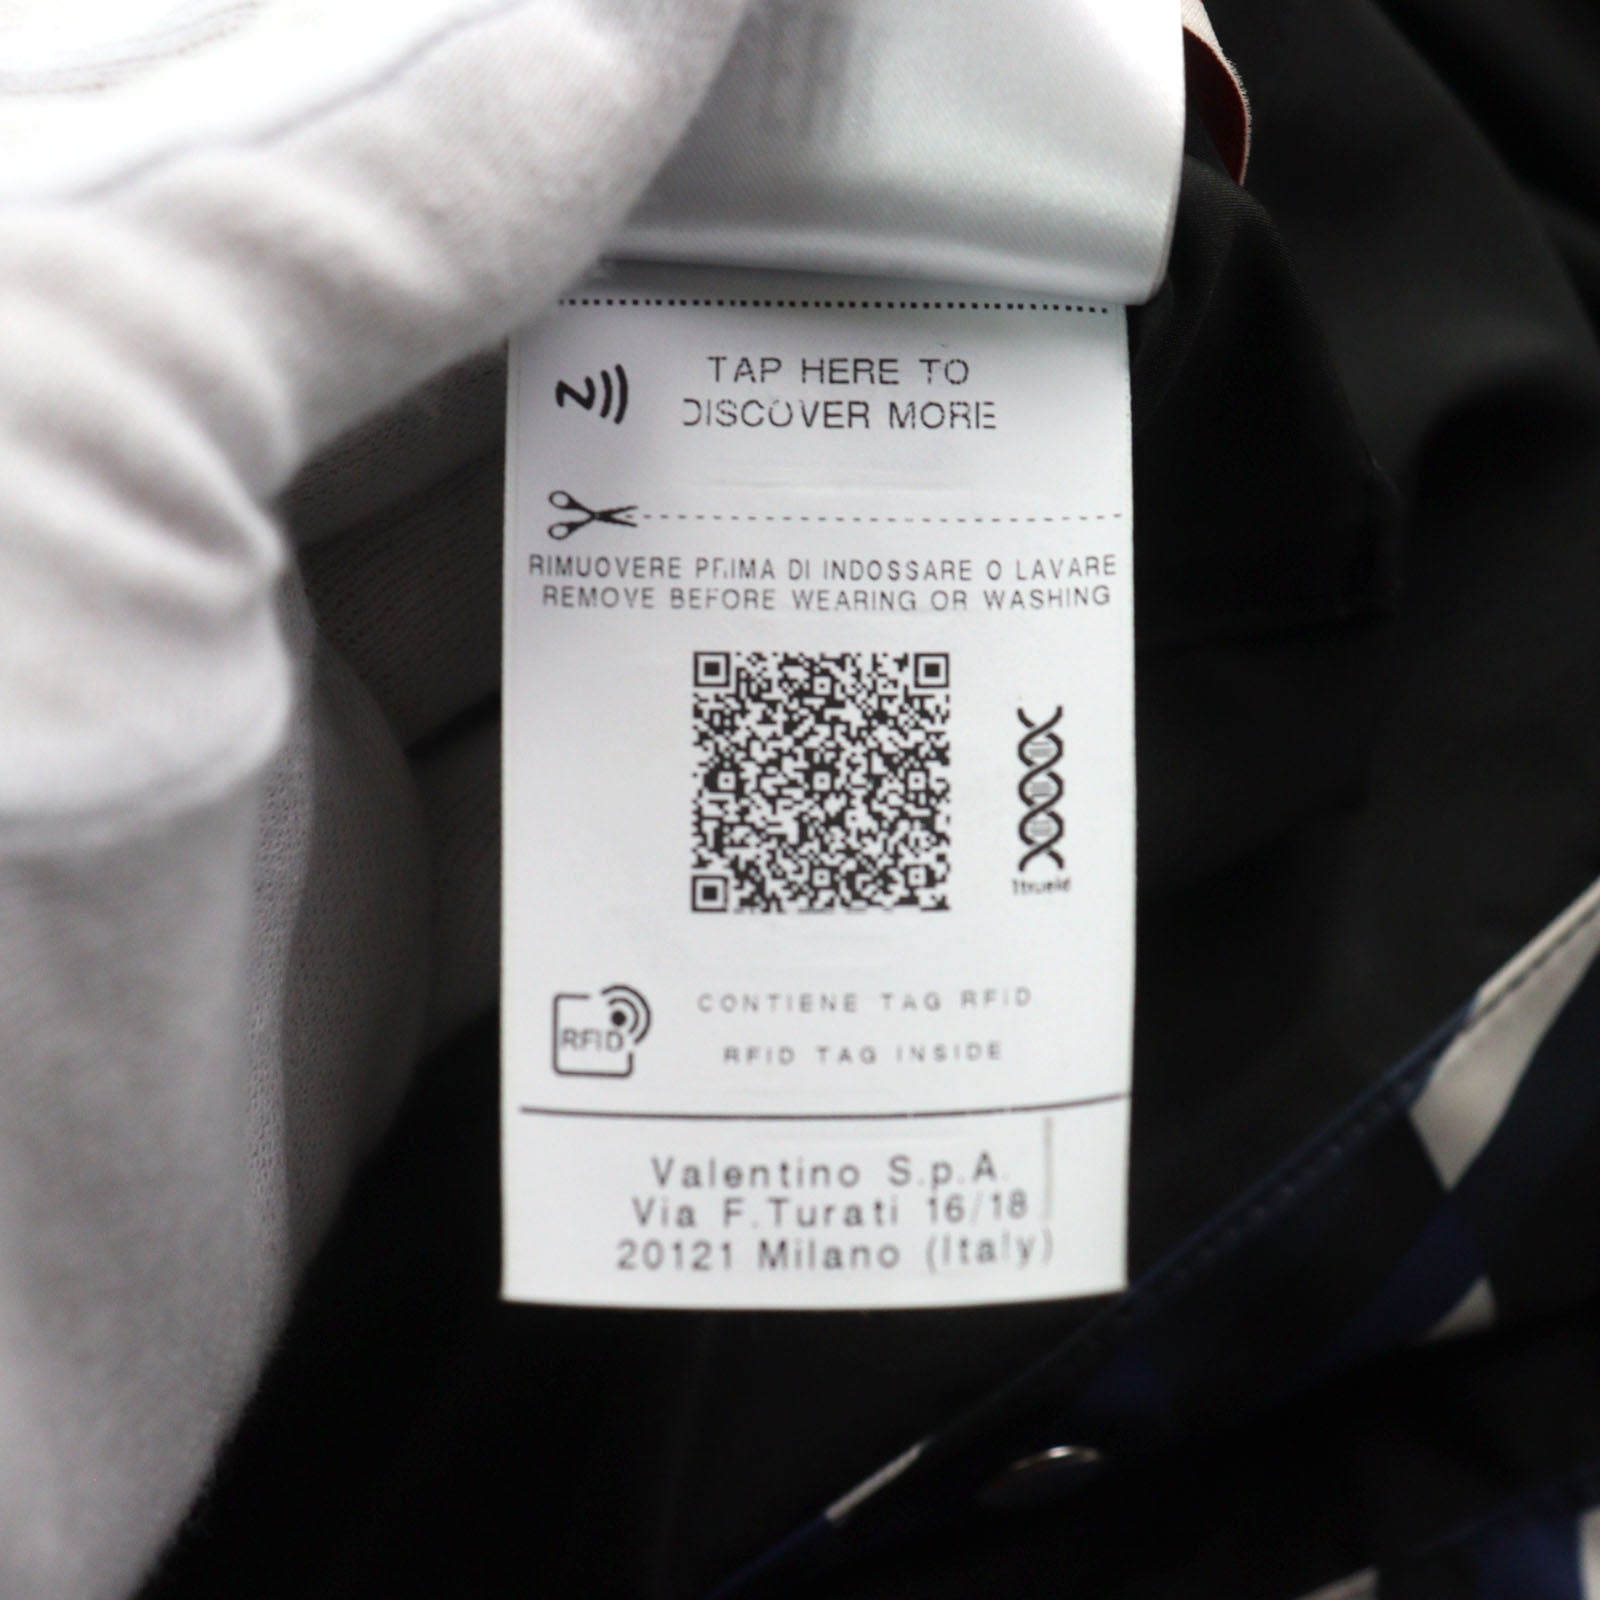 TAP HERE TO
DISCOVER MORE
RIMUOVERE PRIMA DI INDOSSARE O LAVARE
REMOVE BEFORE WEARING OR WASHING
1trueid
RFID
CONTIENE TAG RFID
RFID TAG INSIDE
Valentino S.p.A.
Via F.Turati 16/18
20121 Milano (Italy)